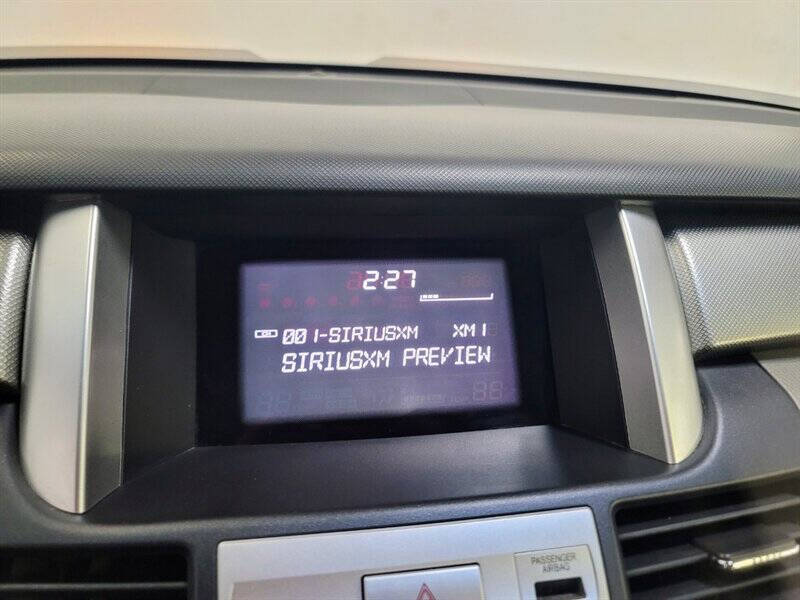 2:27
001-SIRIUSXM XM1
SIRIUSXM PREVIEW
PASSENGER
AIRBAG